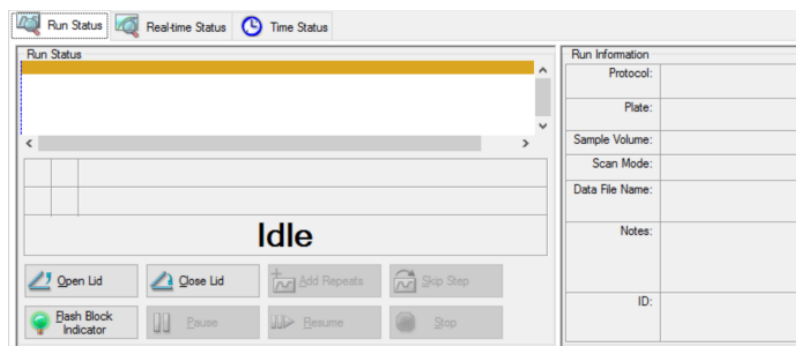 Run Status Real-time Status Time Status
Run Status
Idle
Open Lid Close Lid Add Repeats Skip Step
Flash Block
Indicator
Pause Resume Stop
Run Information
Protocol:
Plate:
Sample Volume:
Scan Mode:
Data File Name:
Notes:
ID: